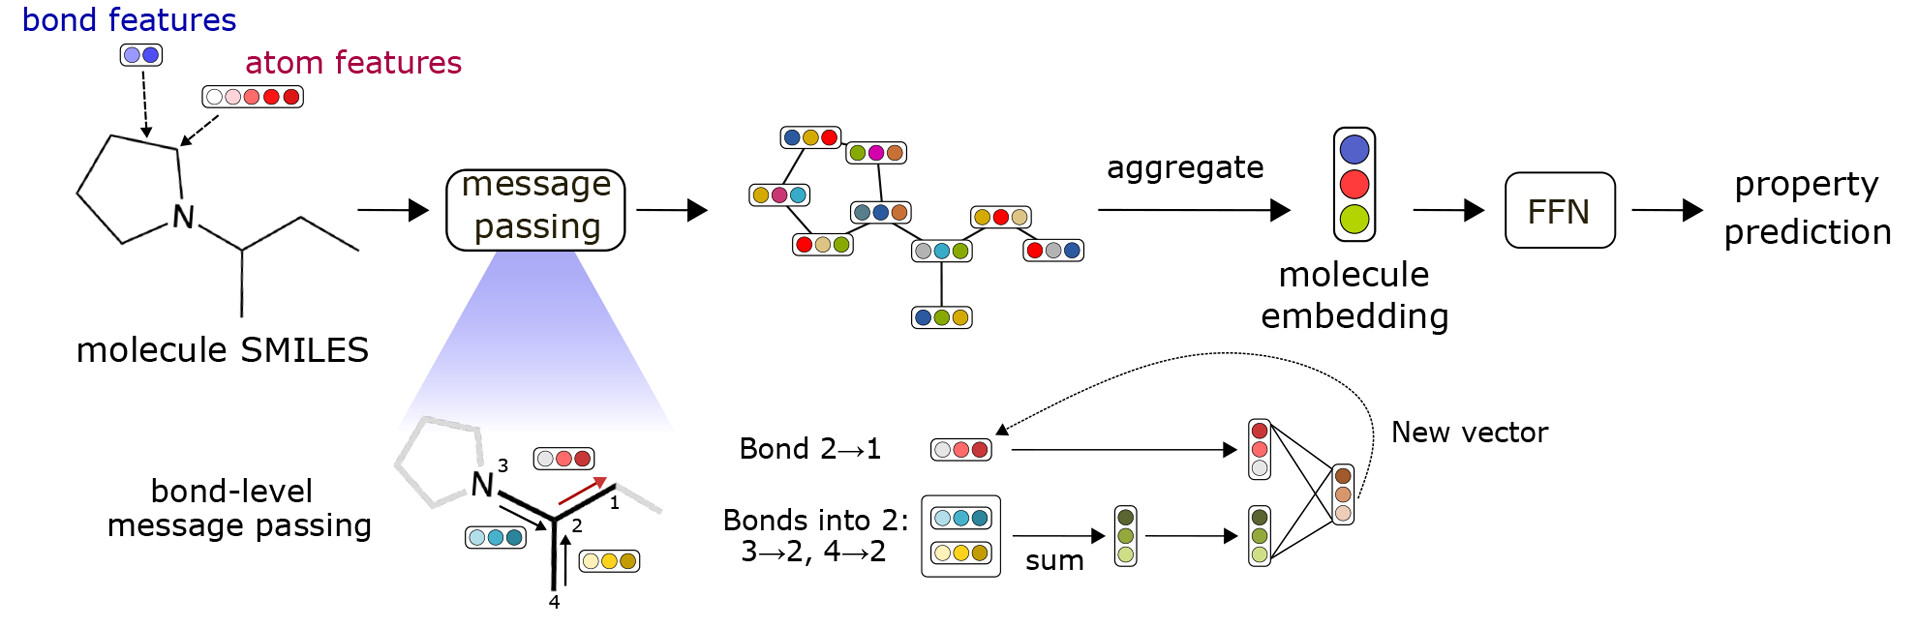 bond features
atom features
N
molecule SMILES
message
passing
aggregate
molecule
embedding
FFN
property
prediction
bond-level
message passing
N
3
2
1
4
Bond 2→1
Bonds into 2:
3→2, 4→2
sum
New vector